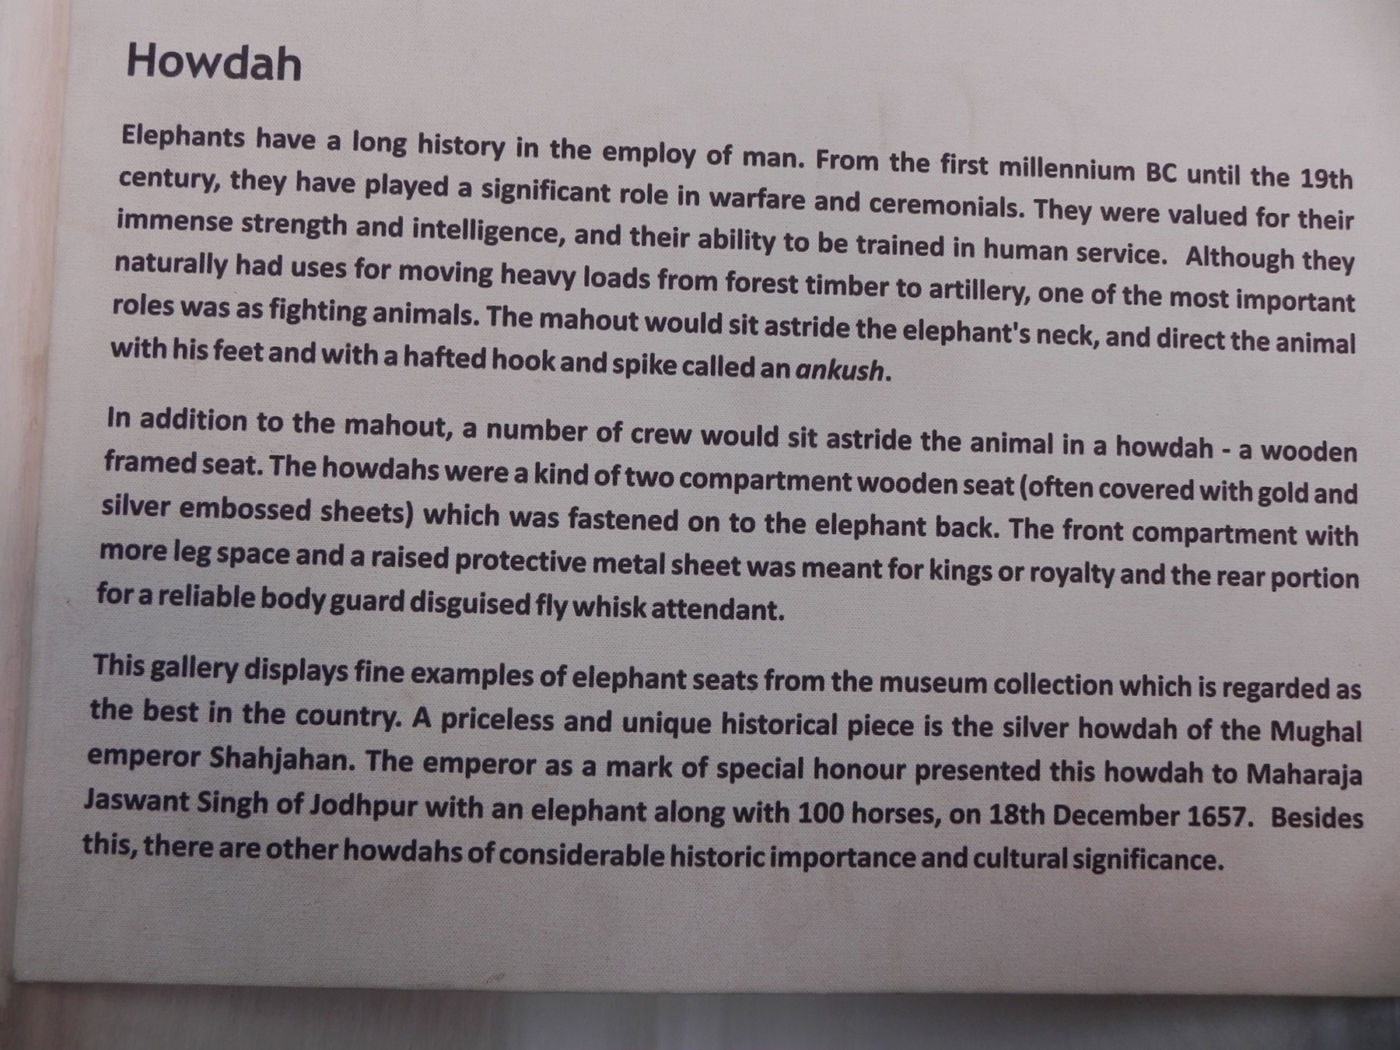 Howdah
Elephants have a long history in the employ of man. From the first millennium BC until the 19th
century, they have played a significant role in warfare and ceremonials. They were valued for their
immense strength and intelligence, and their ability to be trained in human service. Although they
naturally had uses for moving heavy loads from forest timber to artillery, one of the most important
roles was as fighting animals. The mahout would sit astride the elephant's neck, and direct the animal
with his feet and with a hafted hook and spike called an ankush.
In addition to the mahout, a number of crew would sit astride the animal in a howdah - a wooden
framed seat. The howdahs were a kind of two compartment wooden seat (often covered with gold and
silver embossed sheets) which was fastened on to the elephant back. The front compartment with
more leg space and a raised protective metal sheet was meant for kings or royalty and the rear portion
for a reliable body guard disguised fly whisk attendant.
This gallery displays fine examples of elephant seats from the museum collection which is regarded as
the best in the country. A priceless and unique historical piece is the silver howdah of the Mughal
emperor Shahjahan. The emperor as a mark of special honour presented this howdah to Maharaja
Jaswant Singh of Jodhpur with an elephant along with 100 horses, on 18th December 1657. Besides
this, there are other howdahs of considerable historic importance and cultural significance.